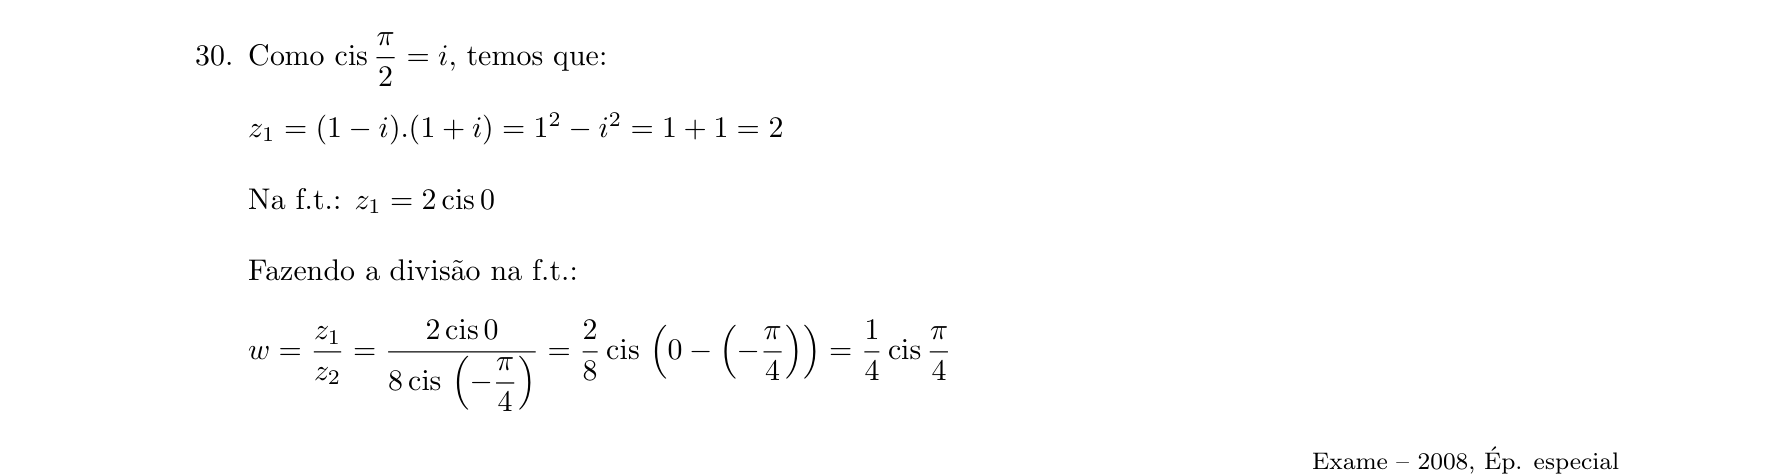 30. Como cis π/2 = i, temos que:
z₁ = (1 − i).(1 + i) = 1² − i² = 1 + 1 = 2
Na f.t.: z₁ = 2 cis 0
Fazendo a divisão na f.t.:
w = z₁/z₂ = (2 cis 0)/(8 cis (−π/4)) = 2/8 cis (0 − (−π/4)) = 1/4 cis π/4
Exame – 2008, Ép. especial